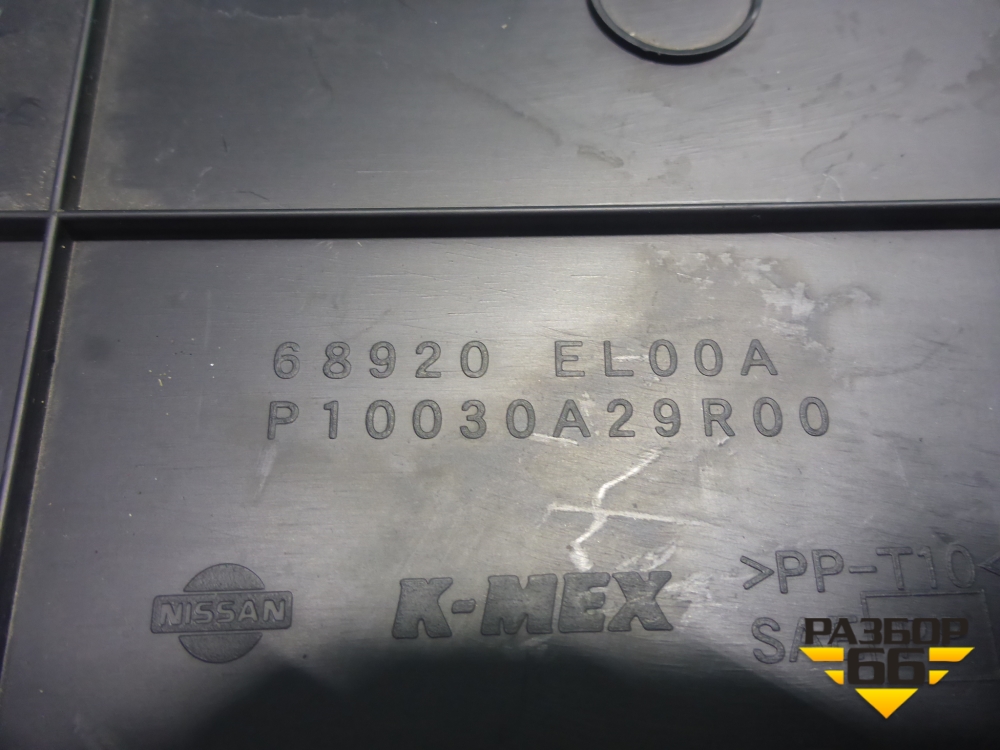 68920 EL00A
P10030A29R00
NISSAN
K-MEX
>PP-T10<
РАЗБОР
66